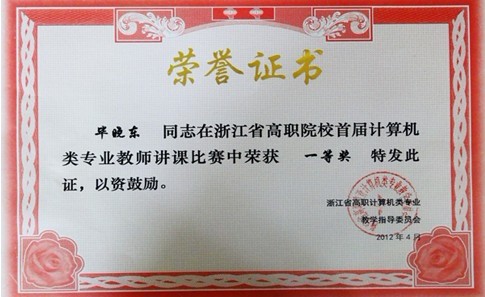 荣誉证书
毕晓东 同志在浙江省高职院校首届计算机
类专业教师讲课比赛中荣获 一等奖 特发此
证，以资鼓励。
浙江省高职计算机类专业
教学指导委员会
2012年4月